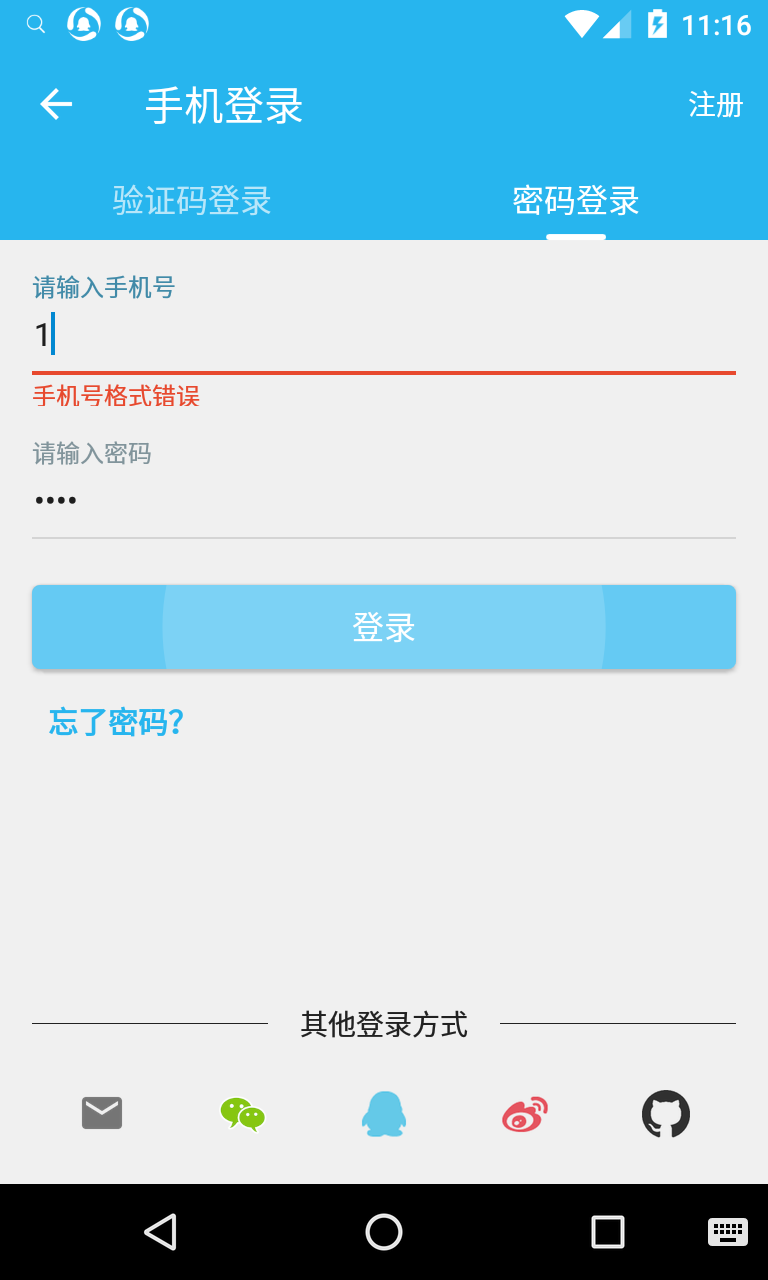 11:16
手机登录
注册
验证码登录
密码登录
请输入手机号
1
手机号格式错误
请输入密码
••••
登录
忘了密码?
其他登录方式